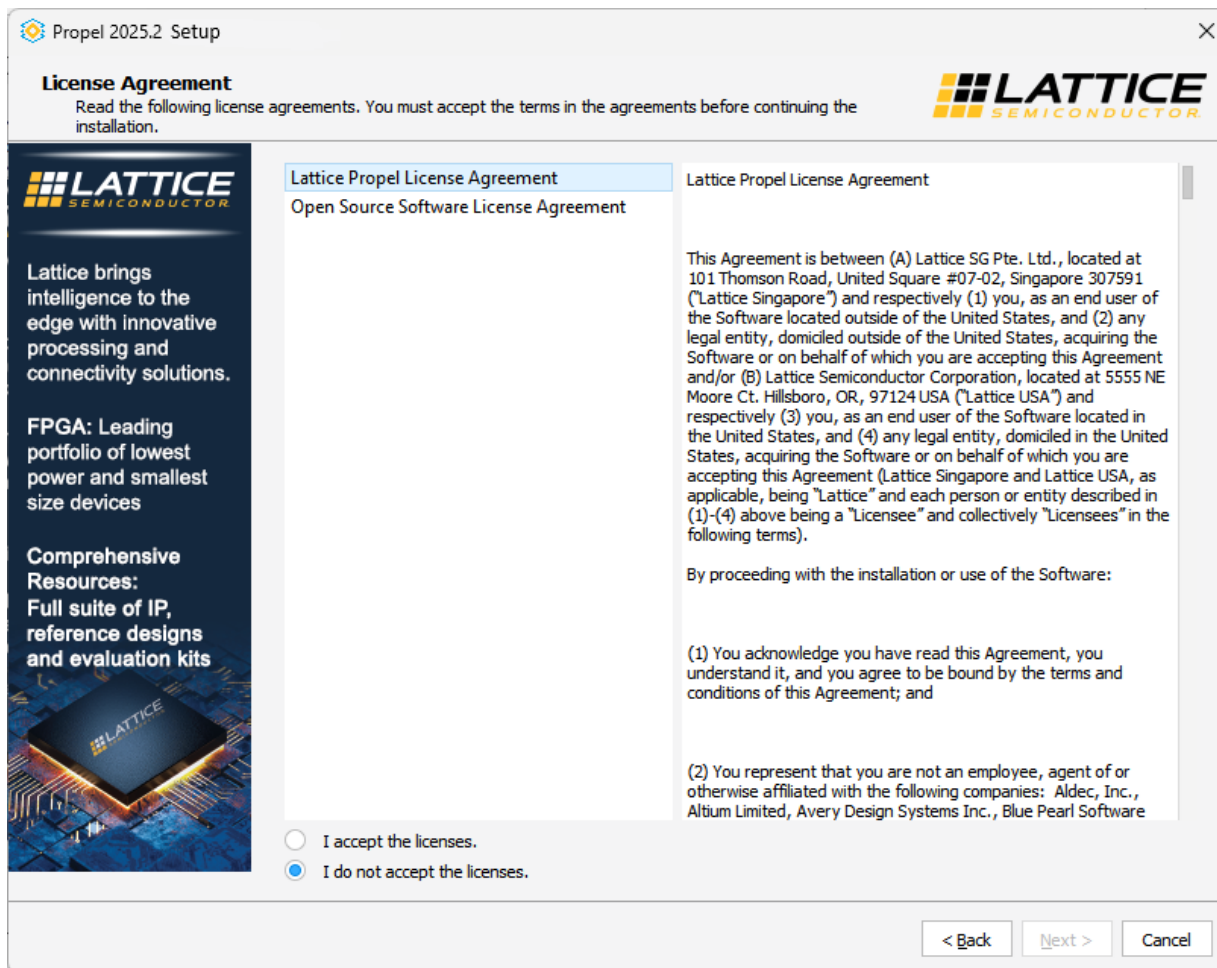 Propel 2025.2 Setup
License Agreement
Read the following license agreements. You must accept the terms in the agreements before continuing the
installation.
LATTICE
SEMICONDUCTOR.
LATTICE
SEMICONDUCTOR
Lattice brings
intelligence to the
edge with innovative
processing and
connectivity solutions.
FPGA: Leading
portfolio of lowest
power and smallest
size devices
Comprehensive
Resources:
Full suite of IP,
reference designs
and evaluation kits
LATTICE
SEMICONDUCTOR
Lattice Propel License Agreement
Open Source Software License Agreement
Lattice Propel License Agreement
This Agreement is between (A) Lattice SG Pte. Ltd., located at
101 Thomson Road, United Square #07-02, Singapore 307591
("Lattice Singapore") and respectively (1) you, as an end user of
the Software located outside of the United States, and (2) any
legal entity, domiciled outside of the United States, acquiring the
Software or on behalf of which you are accepting this Agreement
and/or (B) Lattice Semiconductor Corporation, located at 5555 NE
Moore Ct. Hillsboro, OR, 97124 USA ("Lattice USA") and
respectively (3) you, as an end user of the Software located in
the United States, and (4) any legal entity, domiciled in the United
States, acquiring the Software or on behalf of which you are
accepting this Agreement (Lattice Singapore and Lattice USA, as
applicable, being "Lattice" and each person or entity described in
(1)-(4) above being a "Licensee" and collectively "Licensees" in the
following terms).
By proceeding with the installation or use of the Software:
(1) You acknowledge you have read this Agreement, you
understand it, and you agree to be bound by the terms and
conditions of this Agreement; and
(2) You represent that you are not an employee, agent of or
otherwise affiliated with the following companies: Aldec, Inc.,
Altium Limited, Avery Design Systems Inc., Blue Pearl Software
I accept the licenses.
I do not accept the licenses.
< Back
Next >
Cancel